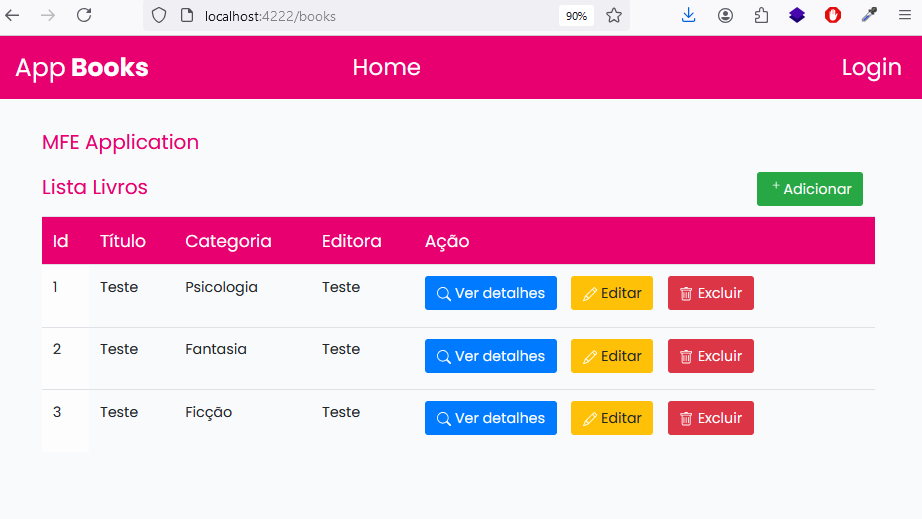 localhost:4222/books 90%
App Books Home Login
MFE Application
Lista Livros
+ Adicionar
Id Título Categoria Editora Ação
1 Teste Psicologia Teste Ver detalhes Editar Excluir
2 Teste Fantasia Teste Ver detalhes Editar Excluir
3 Teste Ficção Teste Ver detalhes Editar Excluir